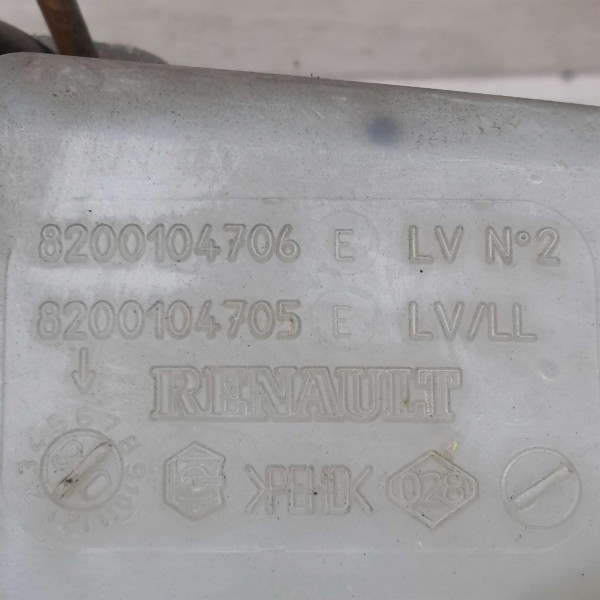 8200104706 E LV N°2
8200104705 E LV/LL
RENAULT
>PEHD< 028